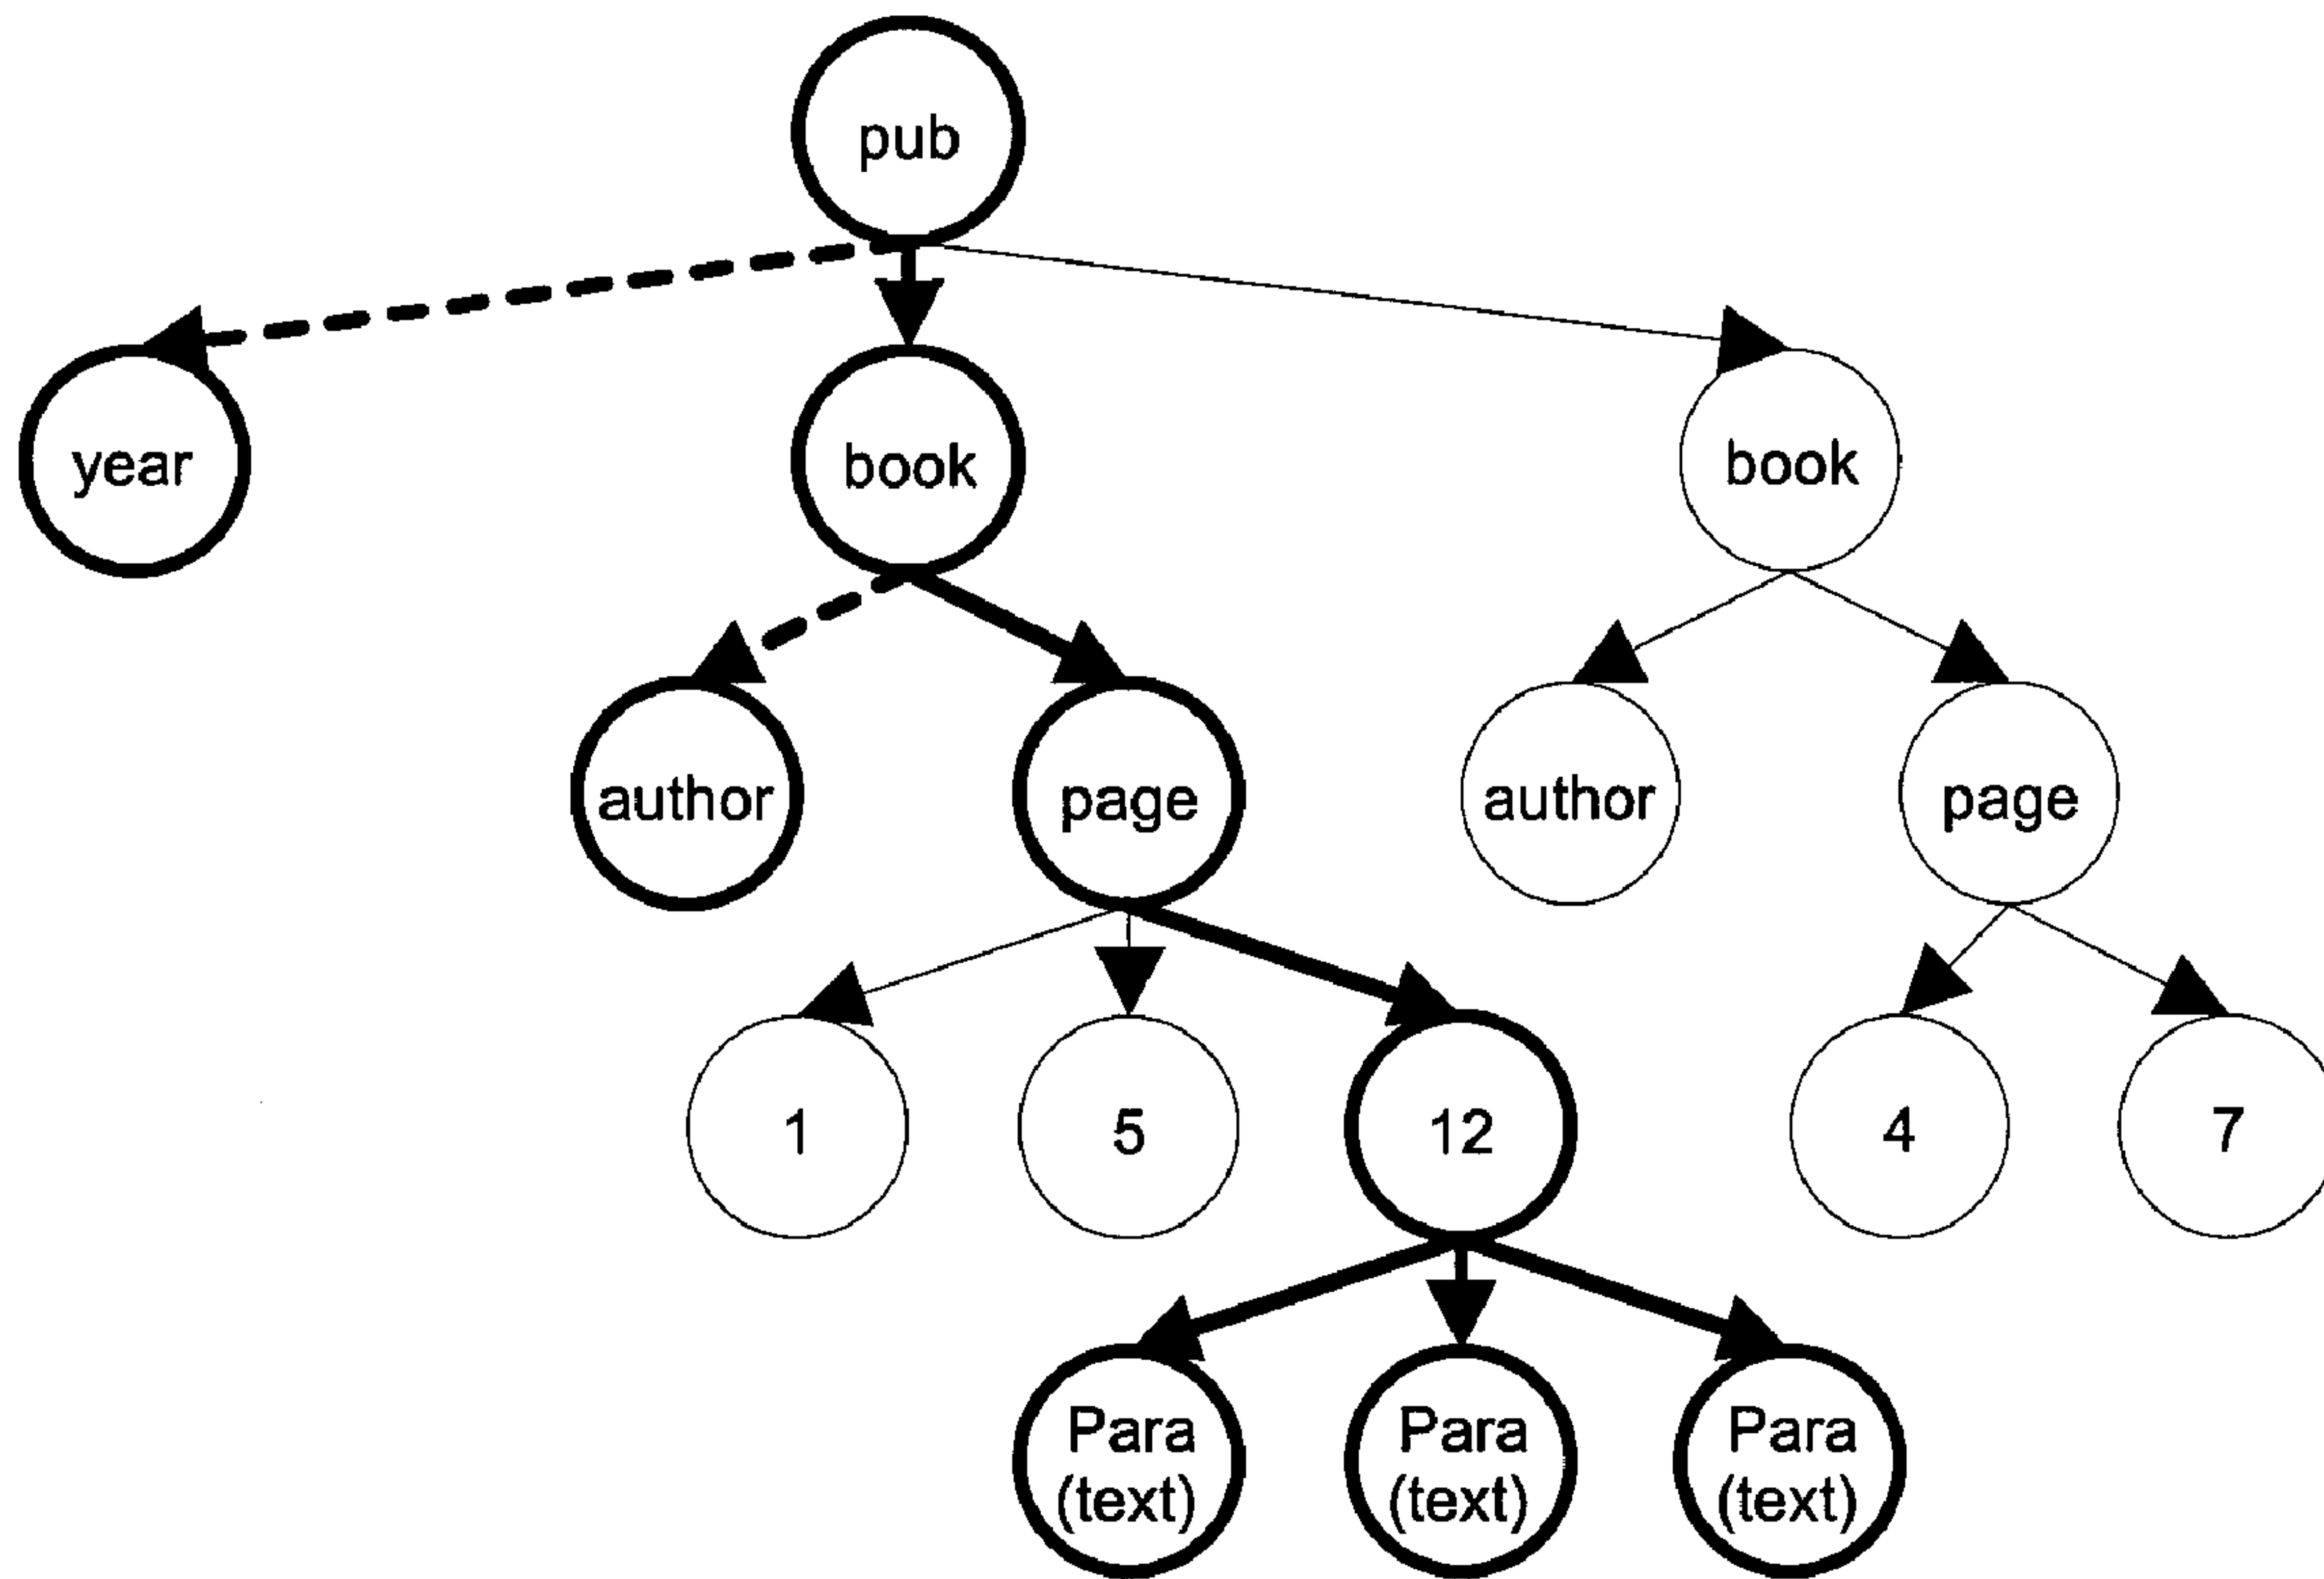 pub
year
book
book
author
page
author
page
1
5
12
4
7
Para
(text)
Para
(text)
Para
(text)